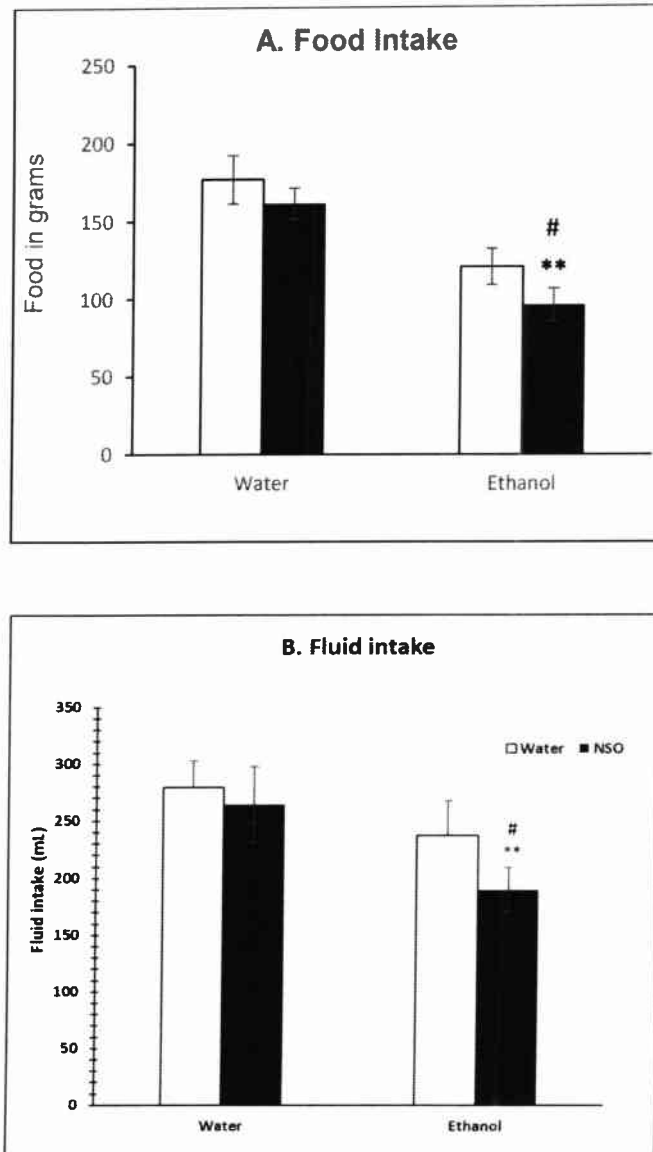 A. Food Intake
250
200
150
100
50
0
Food in grams
#
**
Water
Ethanol
B. Fluid intake
350
300
250
200
150
100
50
0
Fluid intake (mL)
Water NSO
#
**
Water
Ethanol